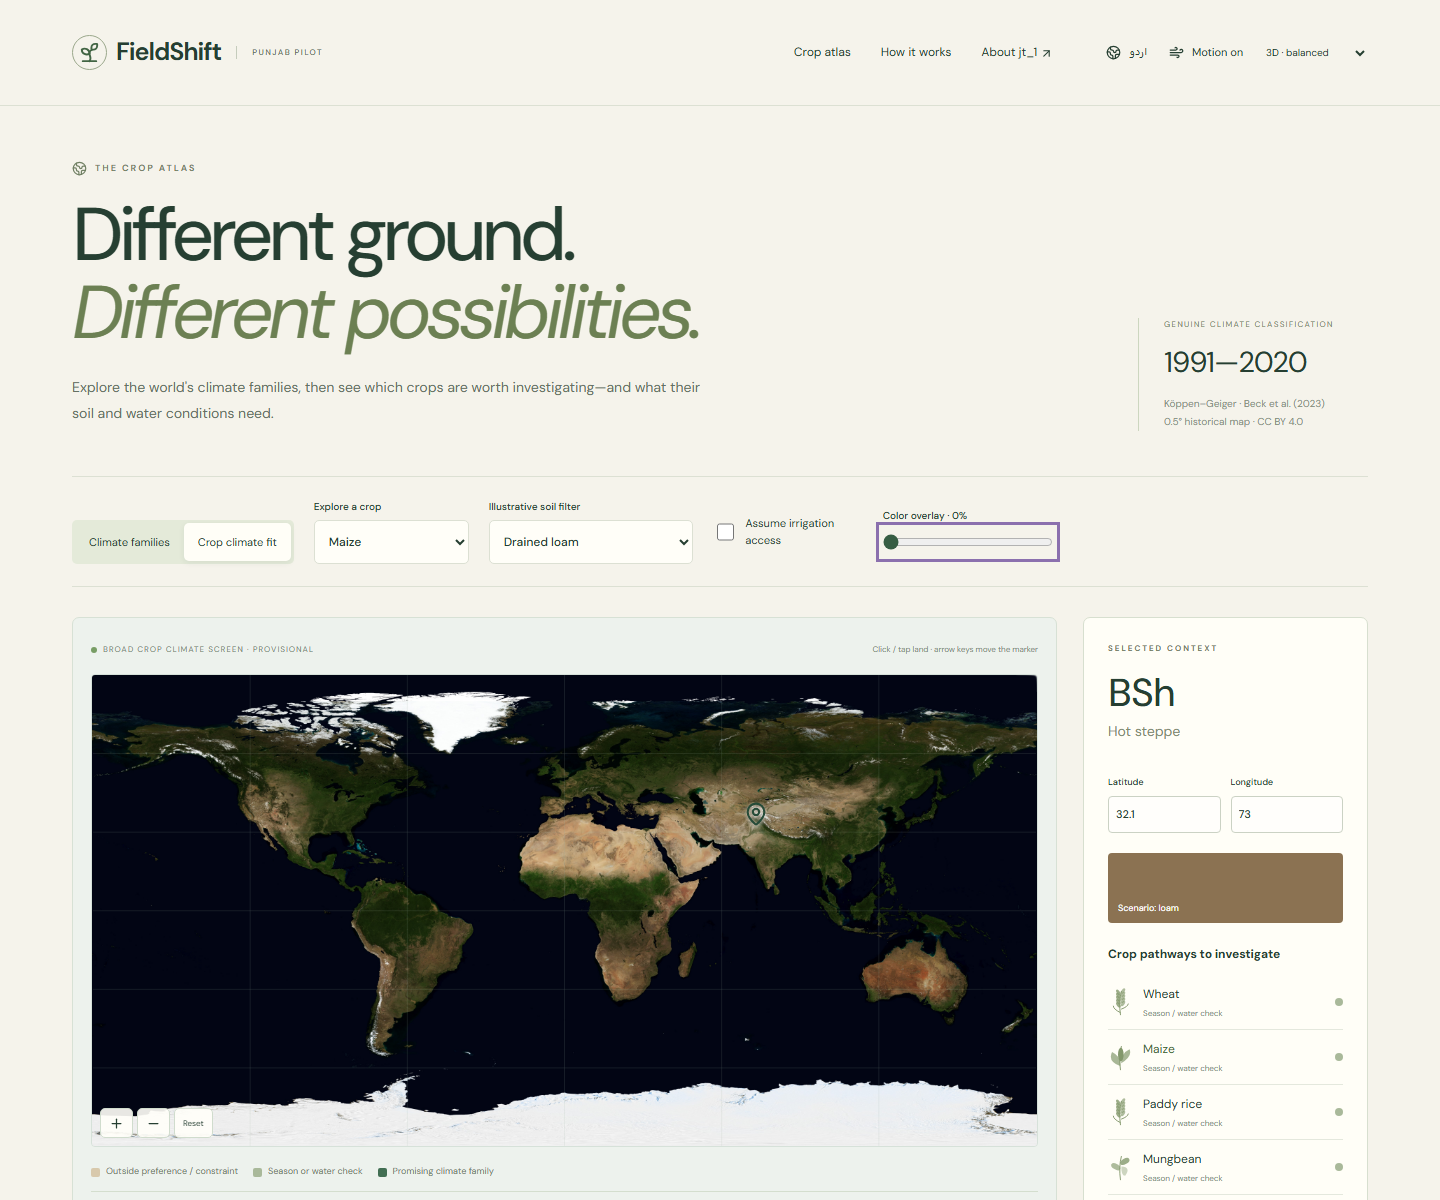 FieldShift
PUNJAB PILOT
Crop atlas
How it works
About jt_1 ↗
اردو
Motion on
3D · balanced
THE CROP ATLAS
Different ground.
Different possibilities.
Explore the world's climate families, then see which crops are worth investigating—and what their
soil and water conditions need.
GENUINE CLIMATE CLASSIFICATION
1991—2020
Köppen–Geiger · Beck et al. (2023)
0.5° historical map · CC BY 4.0
Climate families
Crop climate fit
Explore a crop
Maize
Illustrative soil filter
Drained loam
Assume irrigation
access
Color overlay · 0%
BROAD CROP CLIMATE SCREEN · PROVISIONAL
Click / tap land · arrow keys move the marker
+
−
Reset
Outside preference / constraint
Season or water check
Promising climate family
SELECTED CONTEXT
BSh
Hot steppe
Latitude
Longitude
32.1
73
Scenario: loam
Crop pathways to investigate
Wheat
Season / water check
Maize
Season / water check
Paddy rice
Season / water check
Mungbean
Season / water check